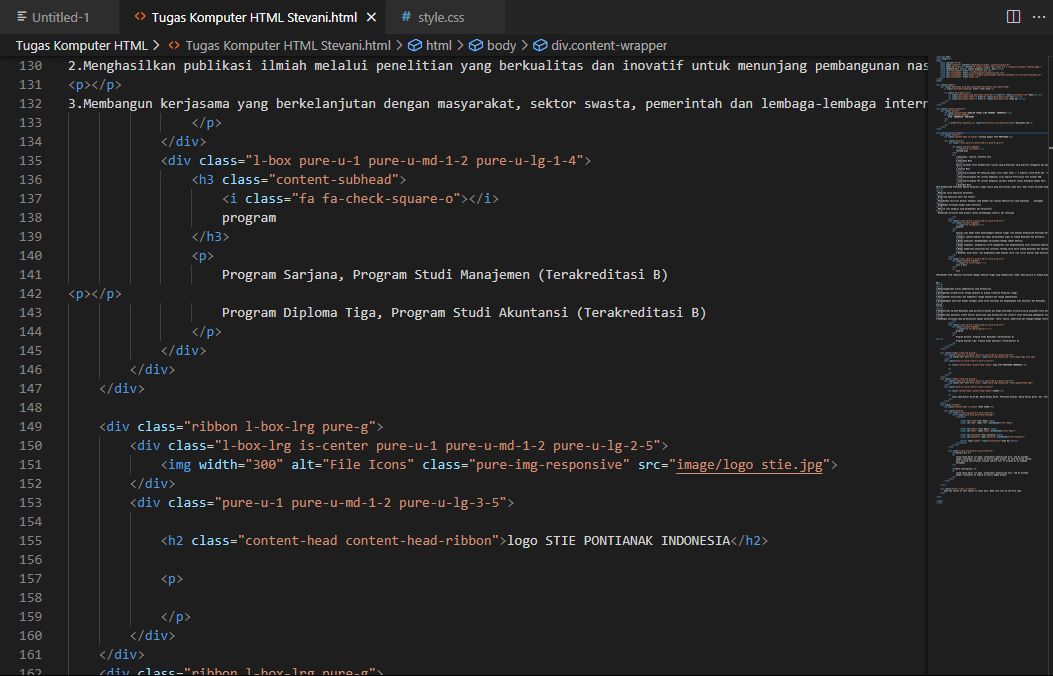 Untitled-1
Tugas Komputer HTML Stevani.html
# style.css
Tugas Komputer HTML > Tugas Komputer HTML Stevani.html > html > body > div.content-wrapper
130 2.Menghasilkan publikasi ilmiah melalui penelitian yang berkualitas dan inovatif untuk menunjang pembangunan nas
131 <p></p>
132 3.Membangun kerjasama yang berkelanjutan dengan masyarakat, sektor swasta, pemerintah dan lembaga-lembaga intern
133 </p>
134 </div>
135 <div class="l-box pure-u-1 pure-u-md-1-2 pure-u-lg-1-4">
136 <h3 class="content-subhead">
137 <i class="fa fa-check-square-o"></i>
138 program
139 </h3>
140 <p>
141 Program Sarjana, Program Studi Manajemen (Terakreditasi B)
142 <p></p>
143 Program Diploma Tiga, Program Studi Akuntansi (Terakreditasi B)
144 </p>
145 </div>
146 </div>
147 </div>
148
149 <div class="ribbon l-box-lrg pure-g">
150 <div class="l-box-lrg is-center pure-u-1 pure-u-md-1-2 pure-u-lg-2-5">
151 <img width="300" alt="File Icons" class="pure-img-responsive" src="image/logo stie.jpg">
152 </div>
153 <div class="pure-u-1 pure-u-md-1-2 pure-u-lg-3-5">
154
155 <h2 class="content-head content-head-ribbon">logo STIE PONTIANAK INDONESIA</h2>
156
157 <p>
158
159 </p>
160 </div>
161 </div>
162 <div class="ribbon l-box-lrg pure-g">